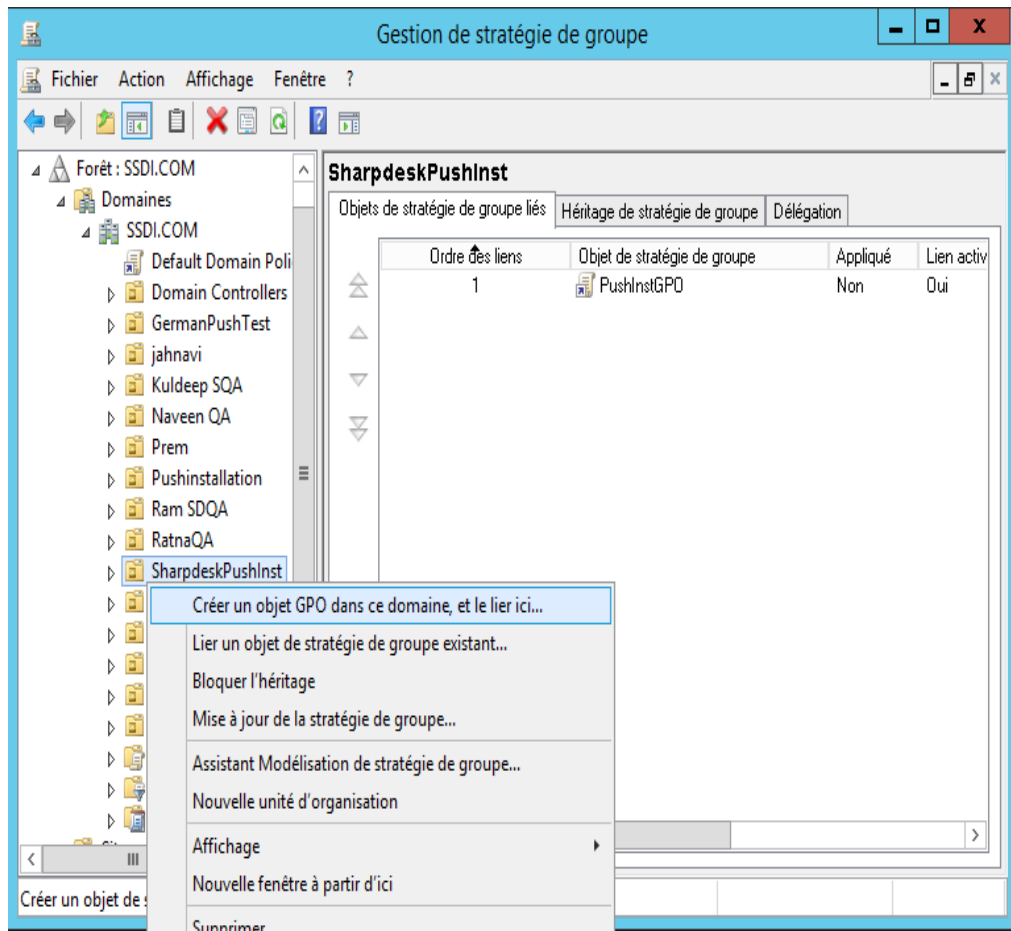 Gestion de stratégie de groupe
X
Fichier Action Affichage Fenêtre ?
Forêt : SSDI.COM
Domaines
SSDI.COM
Default Domain Poli
Domain Controllers
GermanPushTest
jahnavi
Kuldeep SQA
Naveen QA
Prem
Pushinstallation
Ram SDQA
RatnaQA
SharpdeskPushInst
SharpdeskPushInst
Objets de stratégie de groupe liés Héritage de stratégie de groupe Délégation
Ordre des liens Objet de stratégie de groupe Appliqué Lien activ
1 PushInstGPO Non Oui
Créer un objet GPO dans ce domaine, et le lier ici...
Lier un objet de stratégie de groupe existant...
Bloquer l'héritage
Mise à jour de la stratégie de groupe...
Assistant Modélisation de stratégie de groupe...
Nouvelle unité d'organisation
Affichage
Nouvelle fenêtre à partir d'ici
Supprimer
Créer un objet de